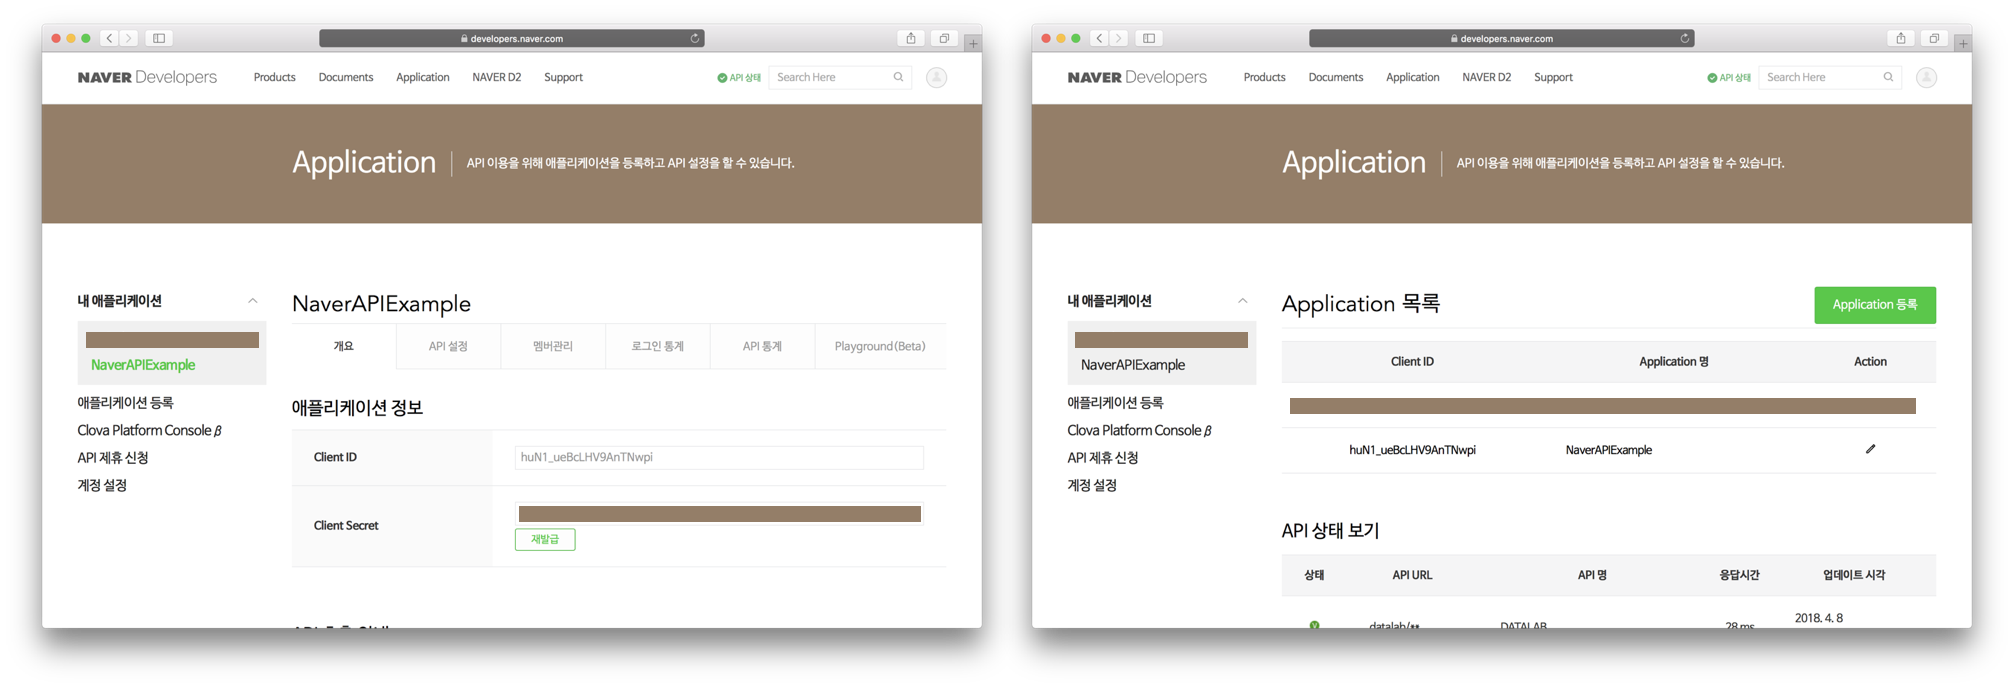 developers.naver.com
NAVER Developers Products Documents Application NAVER D2 Support API 상태 Search Here
Application API 이용을 위해 애플리케이션을 등록하고 API 설정을 할 수 있습니다.
내 애플리케이션
NaverAPIExample
애플리케이션 등록
Clova Platform Console β
API 제휴 신청
계정 설정
NaverAPIExample
개요 API 설정 멤버관리 로그인 통계 API 통계 Playground(Beta)
애플리케이션 정보
Client ID huN1_ueBcLHV9AnTNwpi
Client Secret
재발급
developers.naver.com
NAVER Developers Products Documents Application NAVER D2 Support API 상태 Search Here
Application API 이용을 위해 애플리케이션을 등록하고 API 설정을 할 수 있습니다.
내 애플리케이션
NaverAPIExample
애플리케이션 등록
Clova Platform Console β
API 제휴 신청
계정 설정
Application 목록 Application 등록
Client ID Application 명 Action
huN1_ueBcLHV9AnTNwpi NaverAPIExample
API 상태 보기
상태 API URL API 명 응답시간 업데이트 시각
datalab/** DATALAB 28 ms 2018. 4. 8